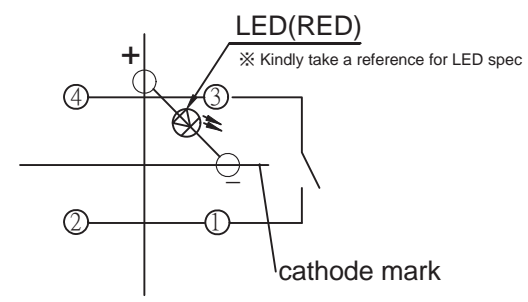 LED(RED)
※ Kindly take a reference for LED spec
+
④ ③
−
② ①
cathode mark